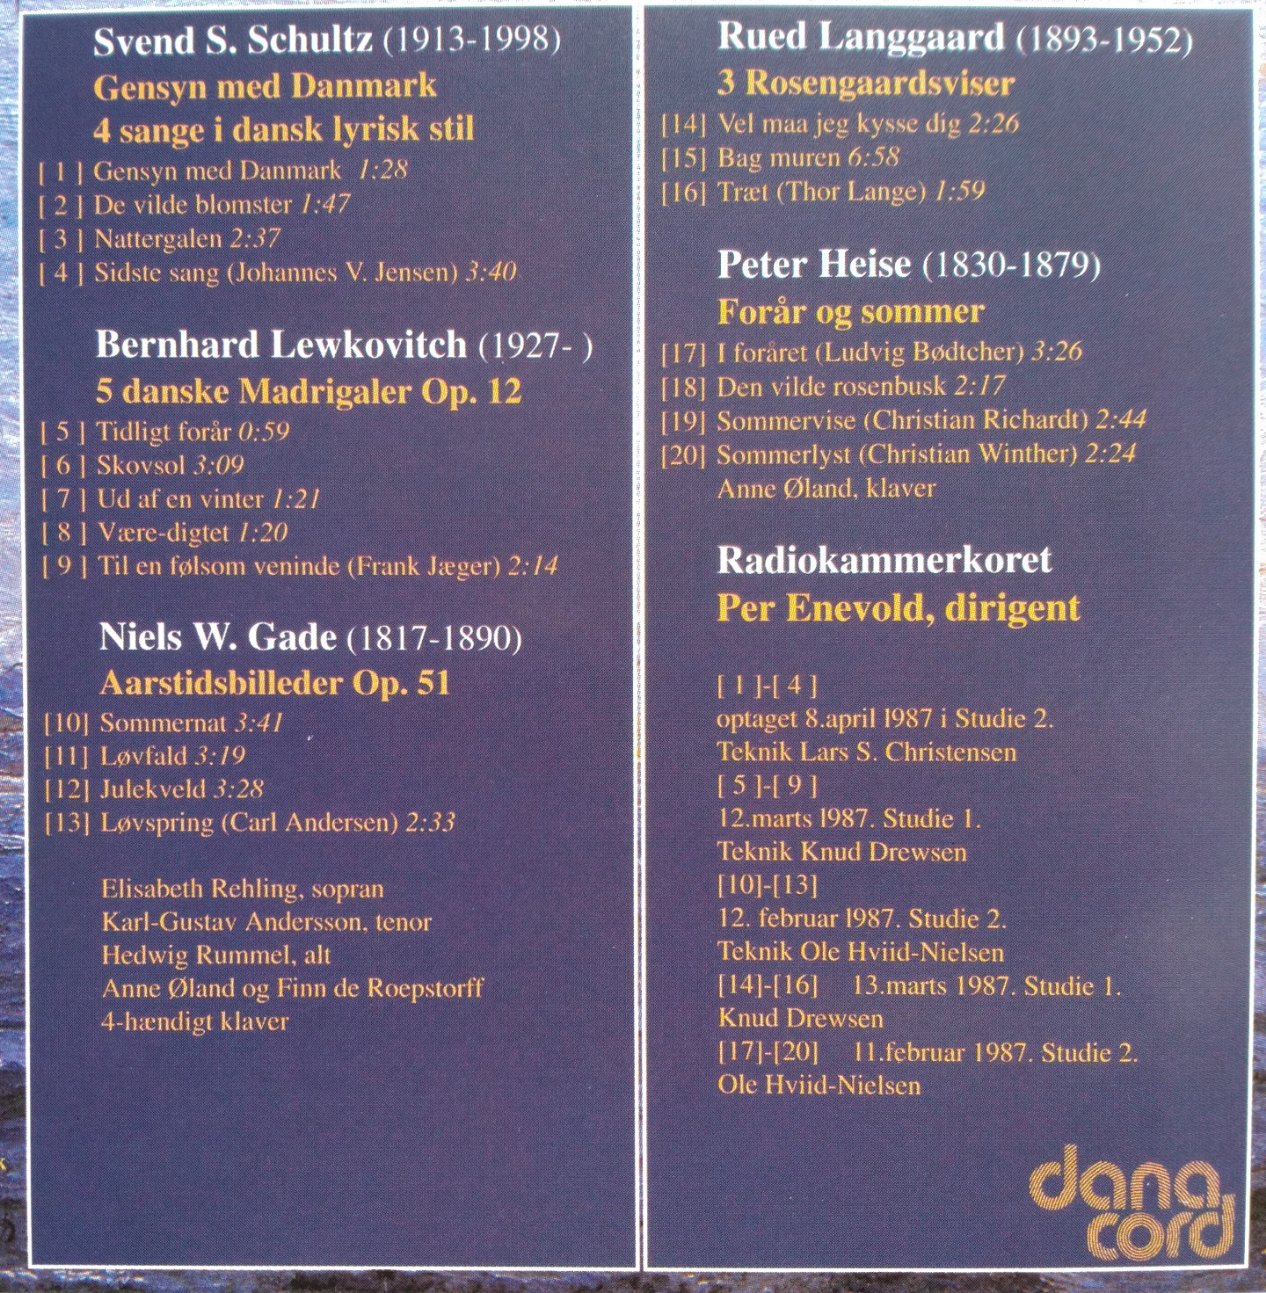 Svend S. Schultz (1913-1998)
Gensyn med Danmark
4 sange i dansk lyrisk stil
[ 1 ] Gensyn med Danmark 1:28
[ 2 ] De vilde blomster 1:47
[ 3 ] Nattergalen 2:37
[ 4 ] Sidste sang (Johannes V. Jensen) 3:40
Bernhard Lewkovitch (1927- )
5 danske Madrigaler Op. 12
[ 5 ] Tidligt forår 0:59
[ 6 ] Skovsol 3:09
[ 7 ] Ud af en vinter 1:21
[ 8 ] Være-digtet 1:20
[ 9 ] Til en følsom veninde (Frank Jæger) 2:14
Niels W. Gade (1817-1890)
Aarstidsbilleder Op. 51
[10] Sommernat 3:41
[11] Løvfald 3:19
[12] Julekveld 3:28
[13] Løvspring (Carl Andersen) 2:33
Elisabeth Rehling, sopran
Karl-Gustav Andersson, tenor
Hedwig Rummel, alt
Anne Øland og Finn de Roepstorff
4-hændigt klaver
Rued Langgaard (1893-1952)
3 Rosengaardsviser
[14] Vel maa jeg kysse dig 2:26
[15] Bag muren 6:58
[16] Træt (Thor Lange) 1:59
Peter Heise (1830-1879)
Forår og sommer
[17] I foråret (Ludvig Bødtcher) 3:26
[18] Den vilde rosenbusk 2:17
[19] Sommervise (Christian Richardt) 2:44
[20] Sommerlyst (Christian Winther) 2:24
Anne Øland, klaver
Radiokammerkoret
Per Enevold, dirigent
[ 1 ]-[ 4 ]
optaget 8.april 1987 i Studie 2.
Teknik Lars S. Christensen
[ 5 ]-[ 9 ]
12.marts 1987. Studie 1.
Teknik Knud Drewsen
[10]-[13]
12. februar 1987. Studie 2.
Teknik Ole Hviid-Nielsen
[14]-[16] 13.marts 1987. Studie 1.
Knud Drewsen
[17]-[20] 11.februar 1987. Studie 2.
Ole Hviid-Nielsen
dana
cord